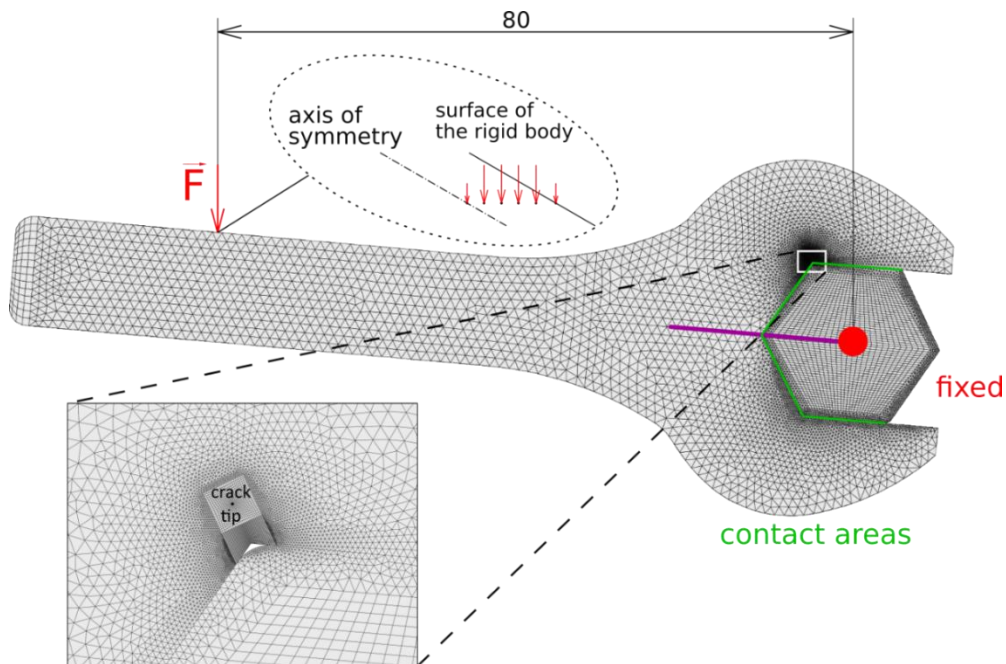 80
axis of
symmetry
surface of
the rigid body
F
fixed
crack
tip
contact areas